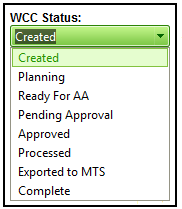 WCC Status:
Created
Created
Planning
Ready For AA
Pending Approval
Approved
Processed
Exported to MTS
Complete